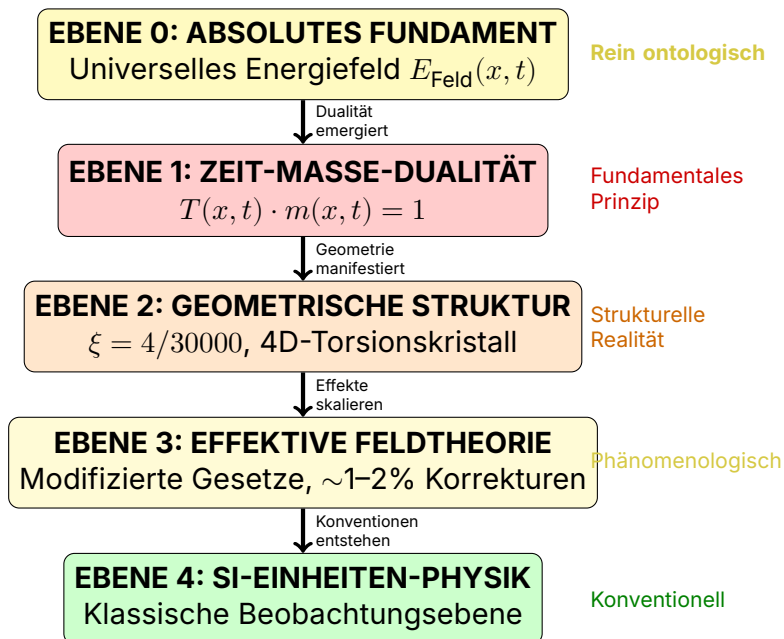 EBENE 0: ABSOLUTES FUNDAMENT
Universelles Energiefeld E_Feld(x, t)
Rein ontologisch
Dualität
emergiert
EBENE 1: ZEIT-MASSE-DUALITÄT
T(x, t) · m(x, t) = 1
Fundamentales
Prinzip
Geometrie
manifestiert
EBENE 2: GEOMETRISCHE STRUKTUR
ξ = 4/30000, 4D-Torsionskristall
Strukturelle
Realität
Effekte
skalieren
EBENE 3: EFFEKTIVE FELDTHEORIE
Modifizierte Gesetze, ~1–2% Korrekturen
Phänomenologisch
Konventionen
entstehen
EBENE 4: SI-EINHEITEN-PHYSIK
Klassische Beobachtungsebene
Konventionell